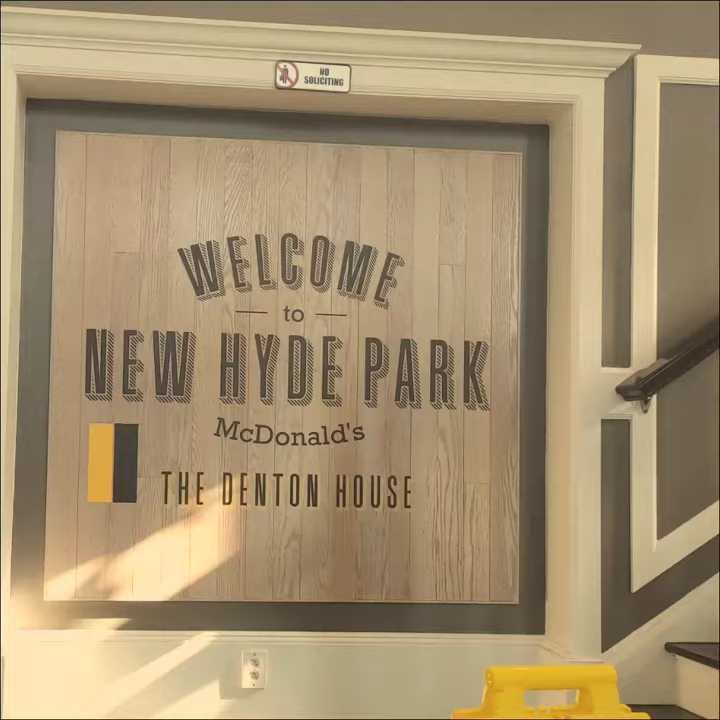 NO
SOLICITING
WELCOME
to
NEW HYDE PARK
McDonald's
THE DENTON HOUSE